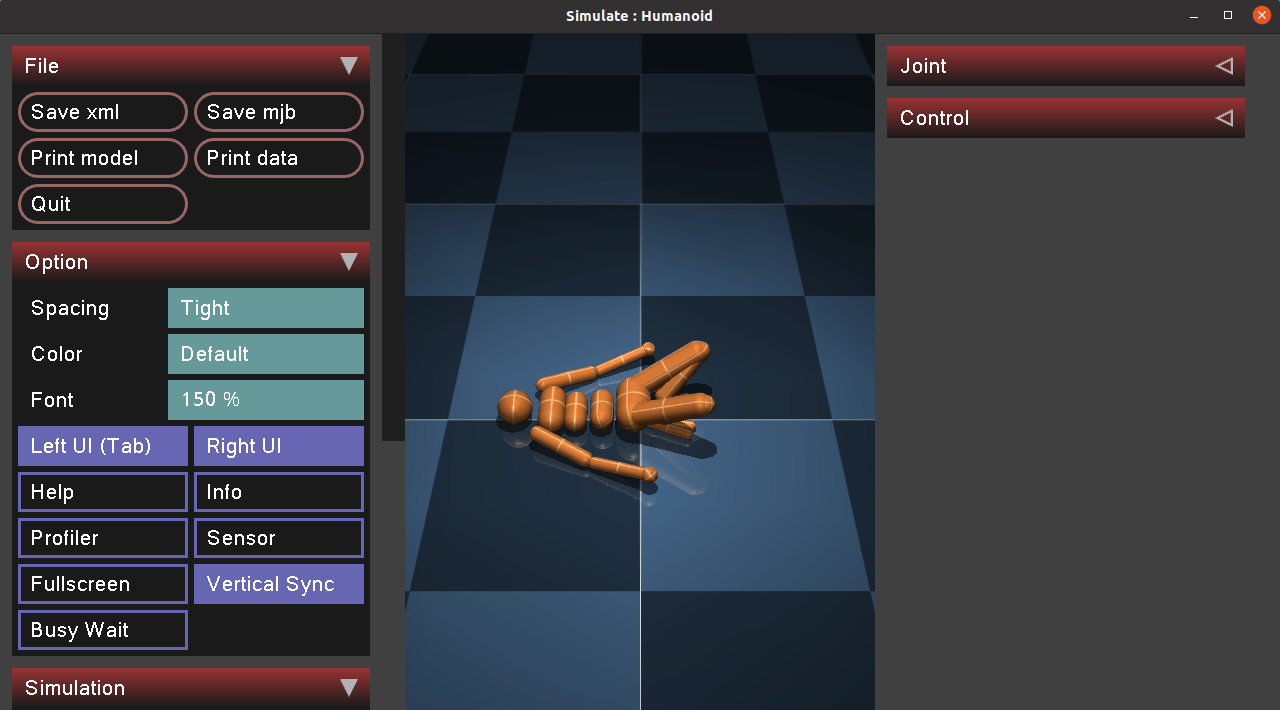 Simulate : Humanoid
File
Save xml
Save mjb
Print model
Print data
Quit
Option
Spacing
Tight
Color
Default
Font
150 %
Left UI (Tab)
Right UI
Help
Info
Profiler
Sensor
Fullscreen
Vertical Sync
Busy Wait
Simulation
Joint
Control